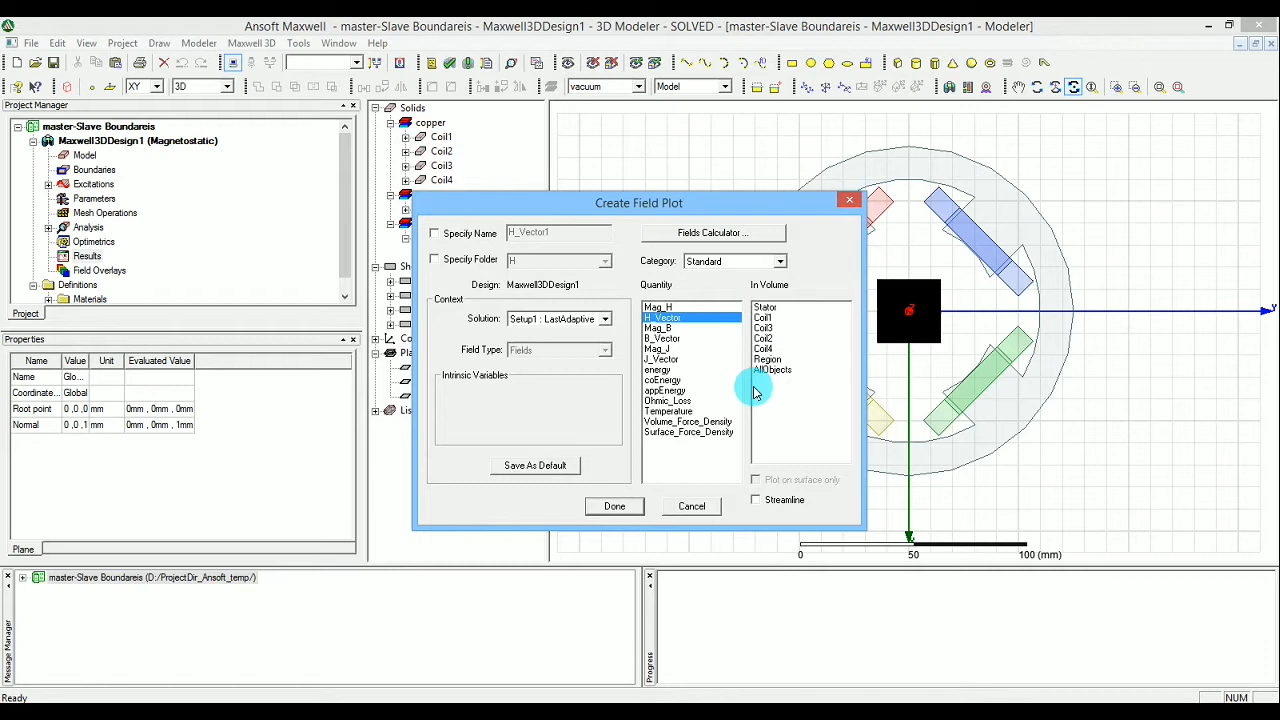 Ansoft Maxwell - master-Slave Boundareis - Maxwell3DDesign1 - 3D Modeler - SOLVED - [master-Slave Boundareis - Maxwell3DDesign1 - Modeler]
File Edit View Project Draw Modeler Maxwell 3D Tools Window Help
XY 3D vacuum Model
Project Manager
master-Slave Boundareis
Maxwell3DDesign1 (Magnetostatic)
Model
Boundaries
Excitations
Parameters
Mesh Operations
Analysis
Optimetrics
Results
Field Overlays
Definitions
Materials
Project
Properties
Name Value Unit Evaluated Value
Name Glo...
Coordinate... Global
Root point 0 ,0 ,0 mm 0mm , 0mm , 0mm
Normal 0 ,0 ,1 mm 0mm , 0mm , 1mm
Plane
Solids
copper
Coil1
Coil2
Coil3
Coil4
She
Co
Pla
List
Create Field Plot
Specify Name H_Vector1
Fields Calculator ...
Specify Folder H
Category: Standard
Design: Maxwell3DDesign1
Quantity
In Volume
Context
Solution: Setup1 : LastAdaptive
Field Type: Fields
Intrinsic Variables
Save As Default
Mag_H
H_Vector
Mag_B
B_Vector
Mag_J
J_Vector
energy
coEnergy
appEnergy
Ohmic_Loss
Temperature
Volume_Force_Density
Surface_Force_Density
Stator
Coil1
Coil3
Coil2
Coil4
Region
AllObjects
Plot on surface only
Streamline
Done Cancel
Y
0 50 100 (mm)
Message Manager
master-Slave Boundareis (D:/ProjectDir_Ansoft_temp/)
Progress
Ready
NUM